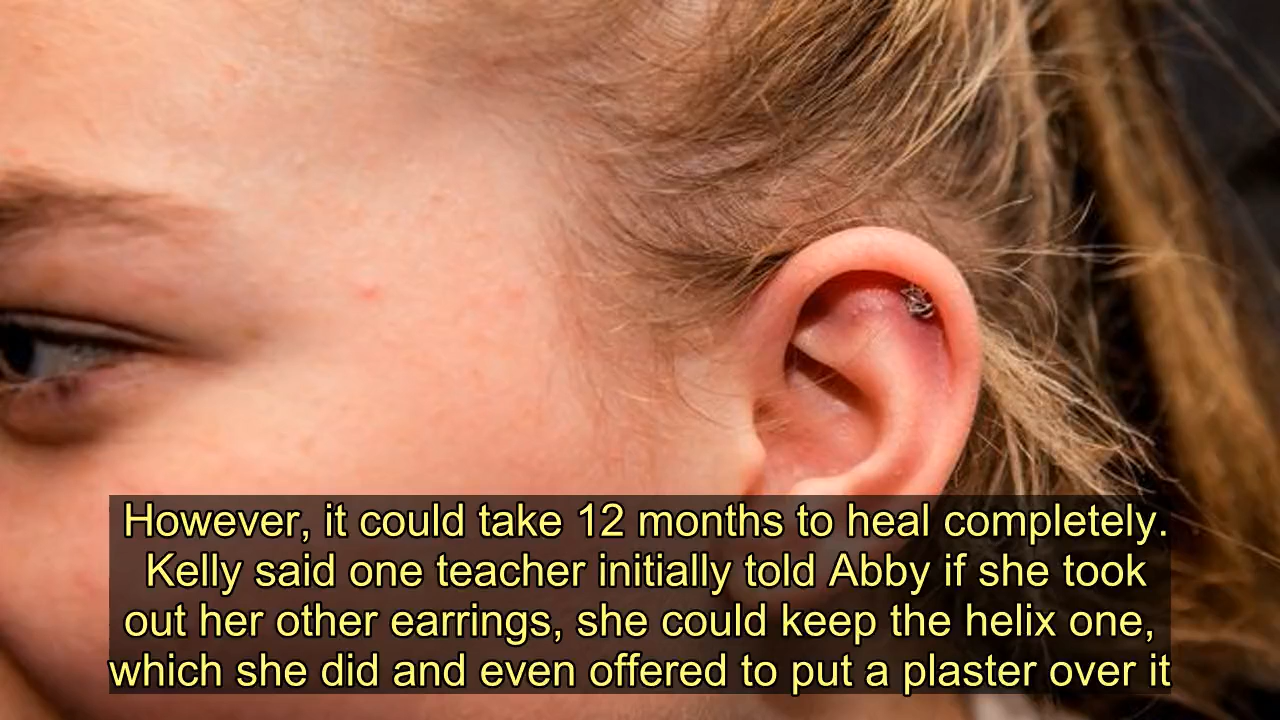 However, it could take 12 months to heal completely.
Kelly said one teacher initially told Abby if she took
out her other earrings, she could keep the helix one,
which she did and even offered to put a plaster over it